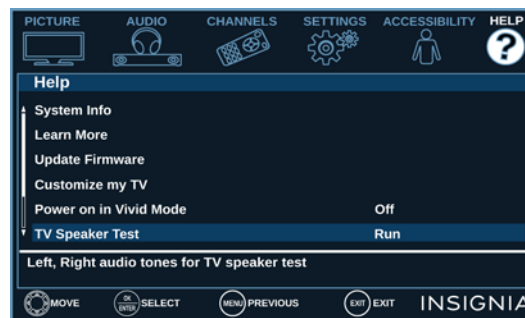 PICTURE AUDIO CHANNELS SETTINGS ACCESSIBILITY HELP
?
Help
System Info
Learn More
Update Firmware
Customize my TV
Power on in Vivid Mode Off
TV Speaker Test Run
Left, Right audio tones for TV speaker test
MOVE OK ENTER SELECT MENU PREVIOUS EXIT EXIT INSIGNIA